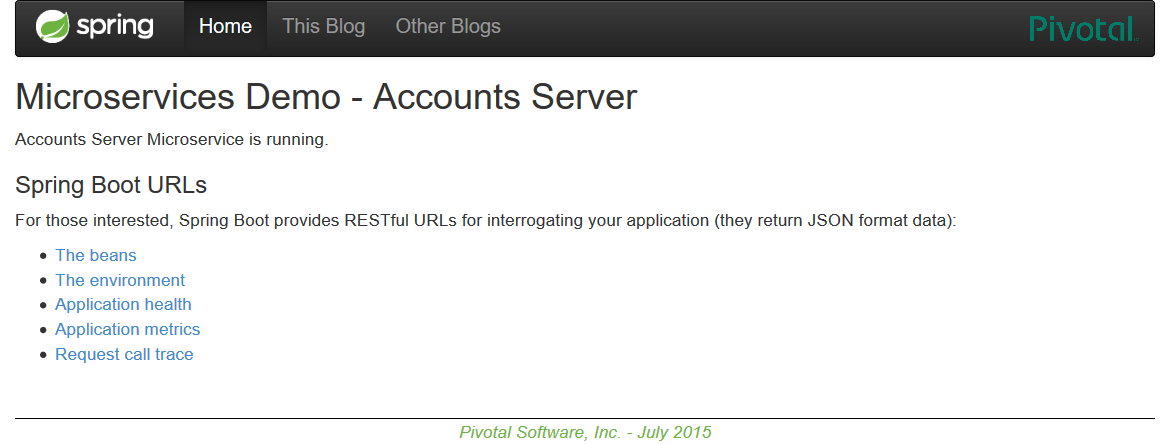 spring Home This Blog Other Blogs Pivotal
Microservices Demo - Accounts Server
Accounts Server Microservice is running.
Spring Boot URLs
For those interested, Spring Boot provides RESTful URLs for interrogating your application (they return JSON format data):
The beans
The environment
Application health
Application metrics
Request call trace
Pivotal Software, Inc. - July 2015